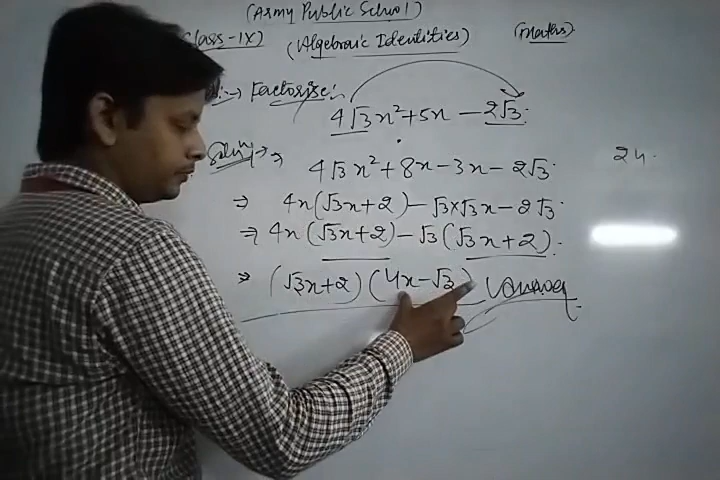 (Army Public School)
Class-IX) (Algebraic Identities) (Maths)
:→ Factorise:
4√3x² + 5x - 2√3.
Soln → ⇒ 4√3x² + 8x - 3x - 2√3. 24.
⇒ 4x(√3x+2) - √3×√3x - 2√3.
⇒ 4x(√3x+2) - √3(√3x+2).
⇒ (√3x+2)(4x-√3)